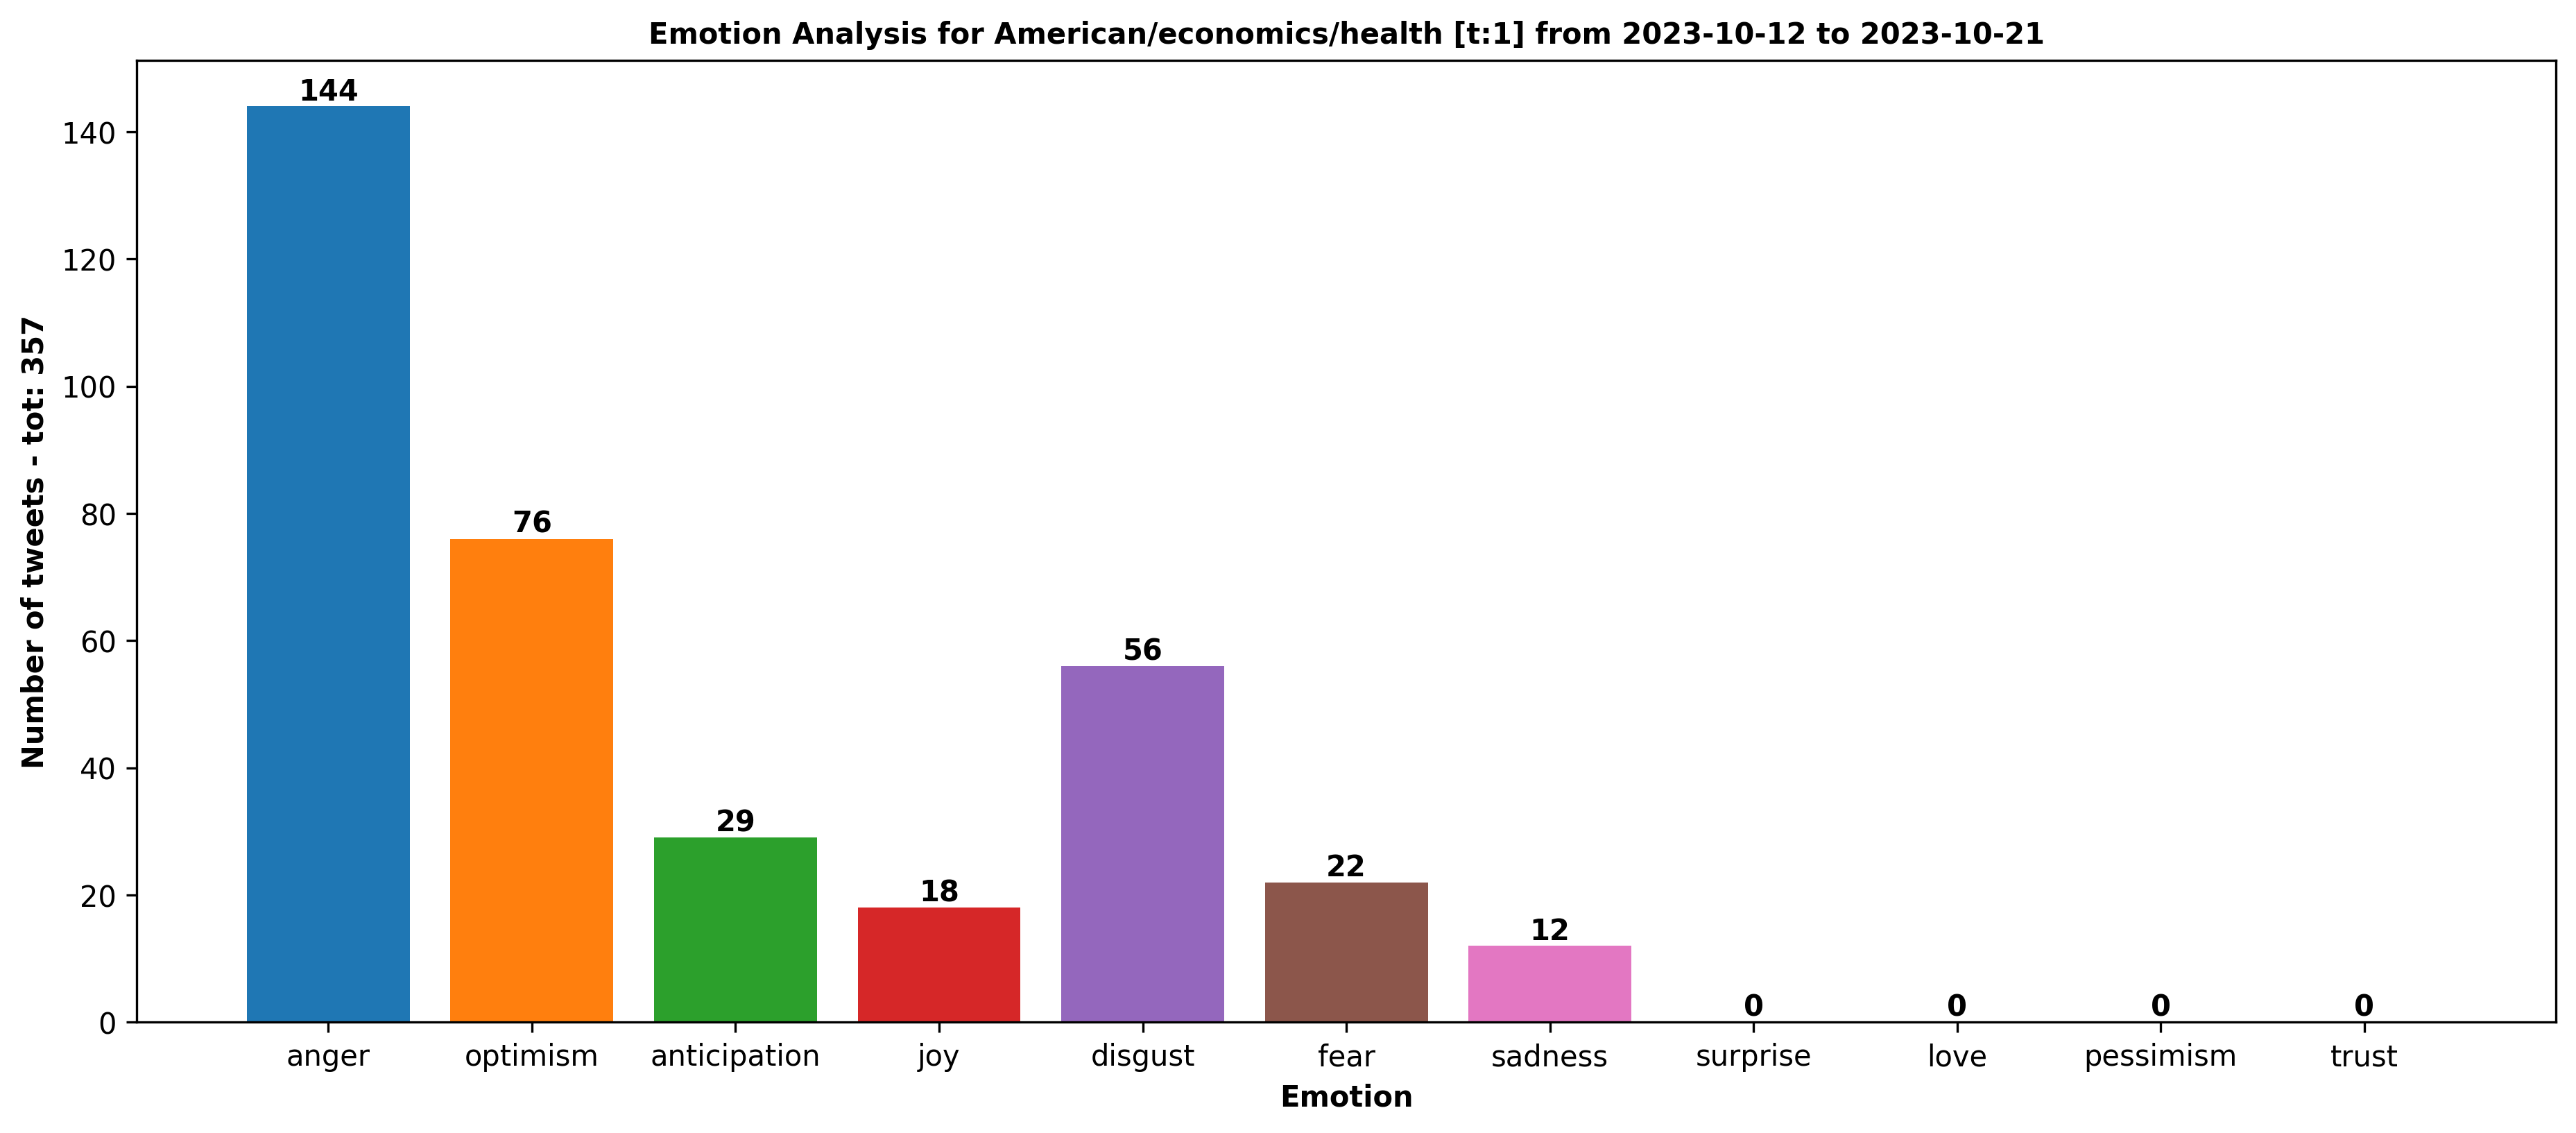 Emotion Analysis for American/economics/health [t:1] from 2023-10-12 to 2023-10-21
Number of tweets - tot: 357
140
120
100
80
60
40
20
0
144
76
29
18
56
22
12
0
0
0
0
anger
optimism
anticipation
joy
disgust
fear
sadness
surprise
love
pessimism
trust
Emotion